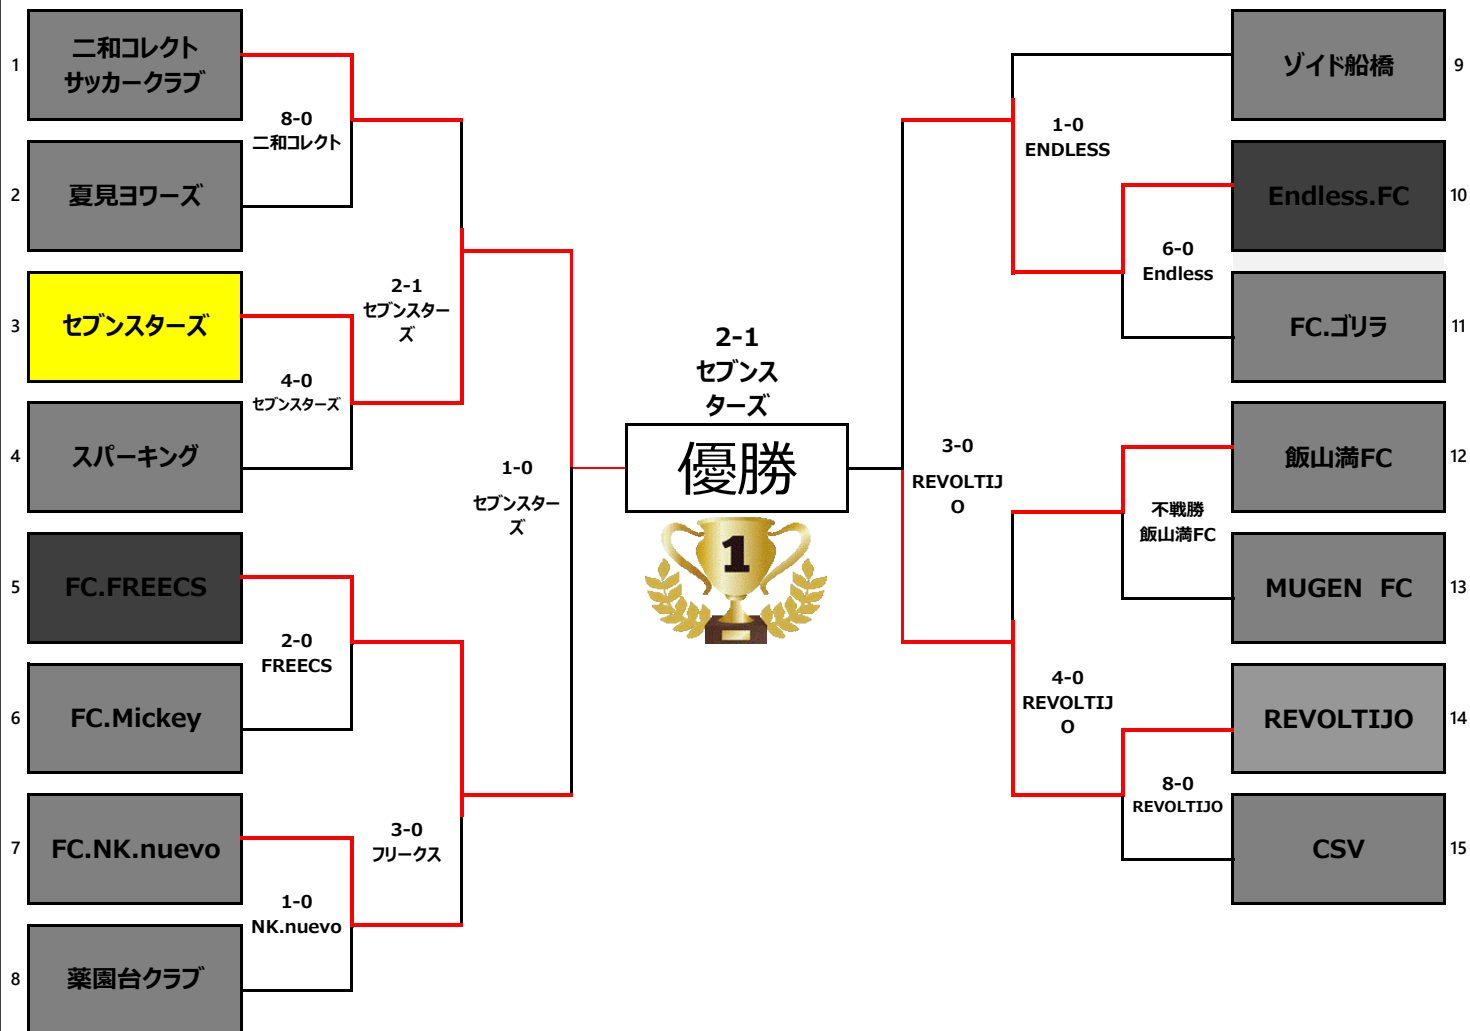 1
二和コレクト
サッカークラブ
8-0
二和コレクト
2
夏見ヨワーズ
2-1
セブンスター
ズ
3
セブンスターズ
4-0
セブンスターズ
4
スパーキング
1-0
セブンスター
ズ
5
FC.FREECS
2-0
FREECS
6
FC.Mickey
3-0
フリークス
7
FC.NK.nuevo
1-0
NK.nuevo
8
薬園台クラブ
2-1
セブンス
ターズ
優勝
1
ゾイド船橋
9
1-0
ENDLESS
Endless.FC
10
6-0
Endless
FC.ゴリラ
11
3-0
REVOLTIJ
O
飯山満FC
12
不戦勝
飯山満FC
MUGEN FC
13
4-0
REVOLTIJ
O
REVOLTIJO
14
8-0
REVOLTIJO
CSV
15